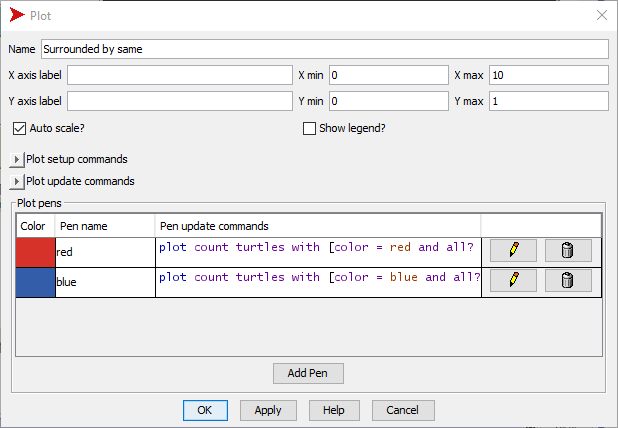 Plot
Name Surrounded by same
X axis label X min 0 X max 10
Y axis label Y min 0 Y max 1
Auto scale? Show legend?
Plot setup commands
Plot update commands
Plot pens
Color Pen name Pen update commands
red plot count turtles with [color = red and all?
blue plot count turtles with [color = blue and all?
Add Pen
OK Apply Help Cancel